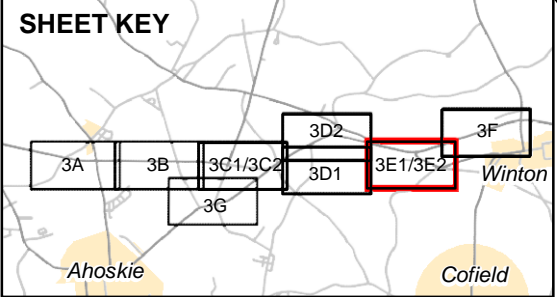 SHEET KEY
3D2
3F
3A
3B
3C1/3C2
3D1
3E1/3E2
Winton
3G
Ahoskie
Cofield